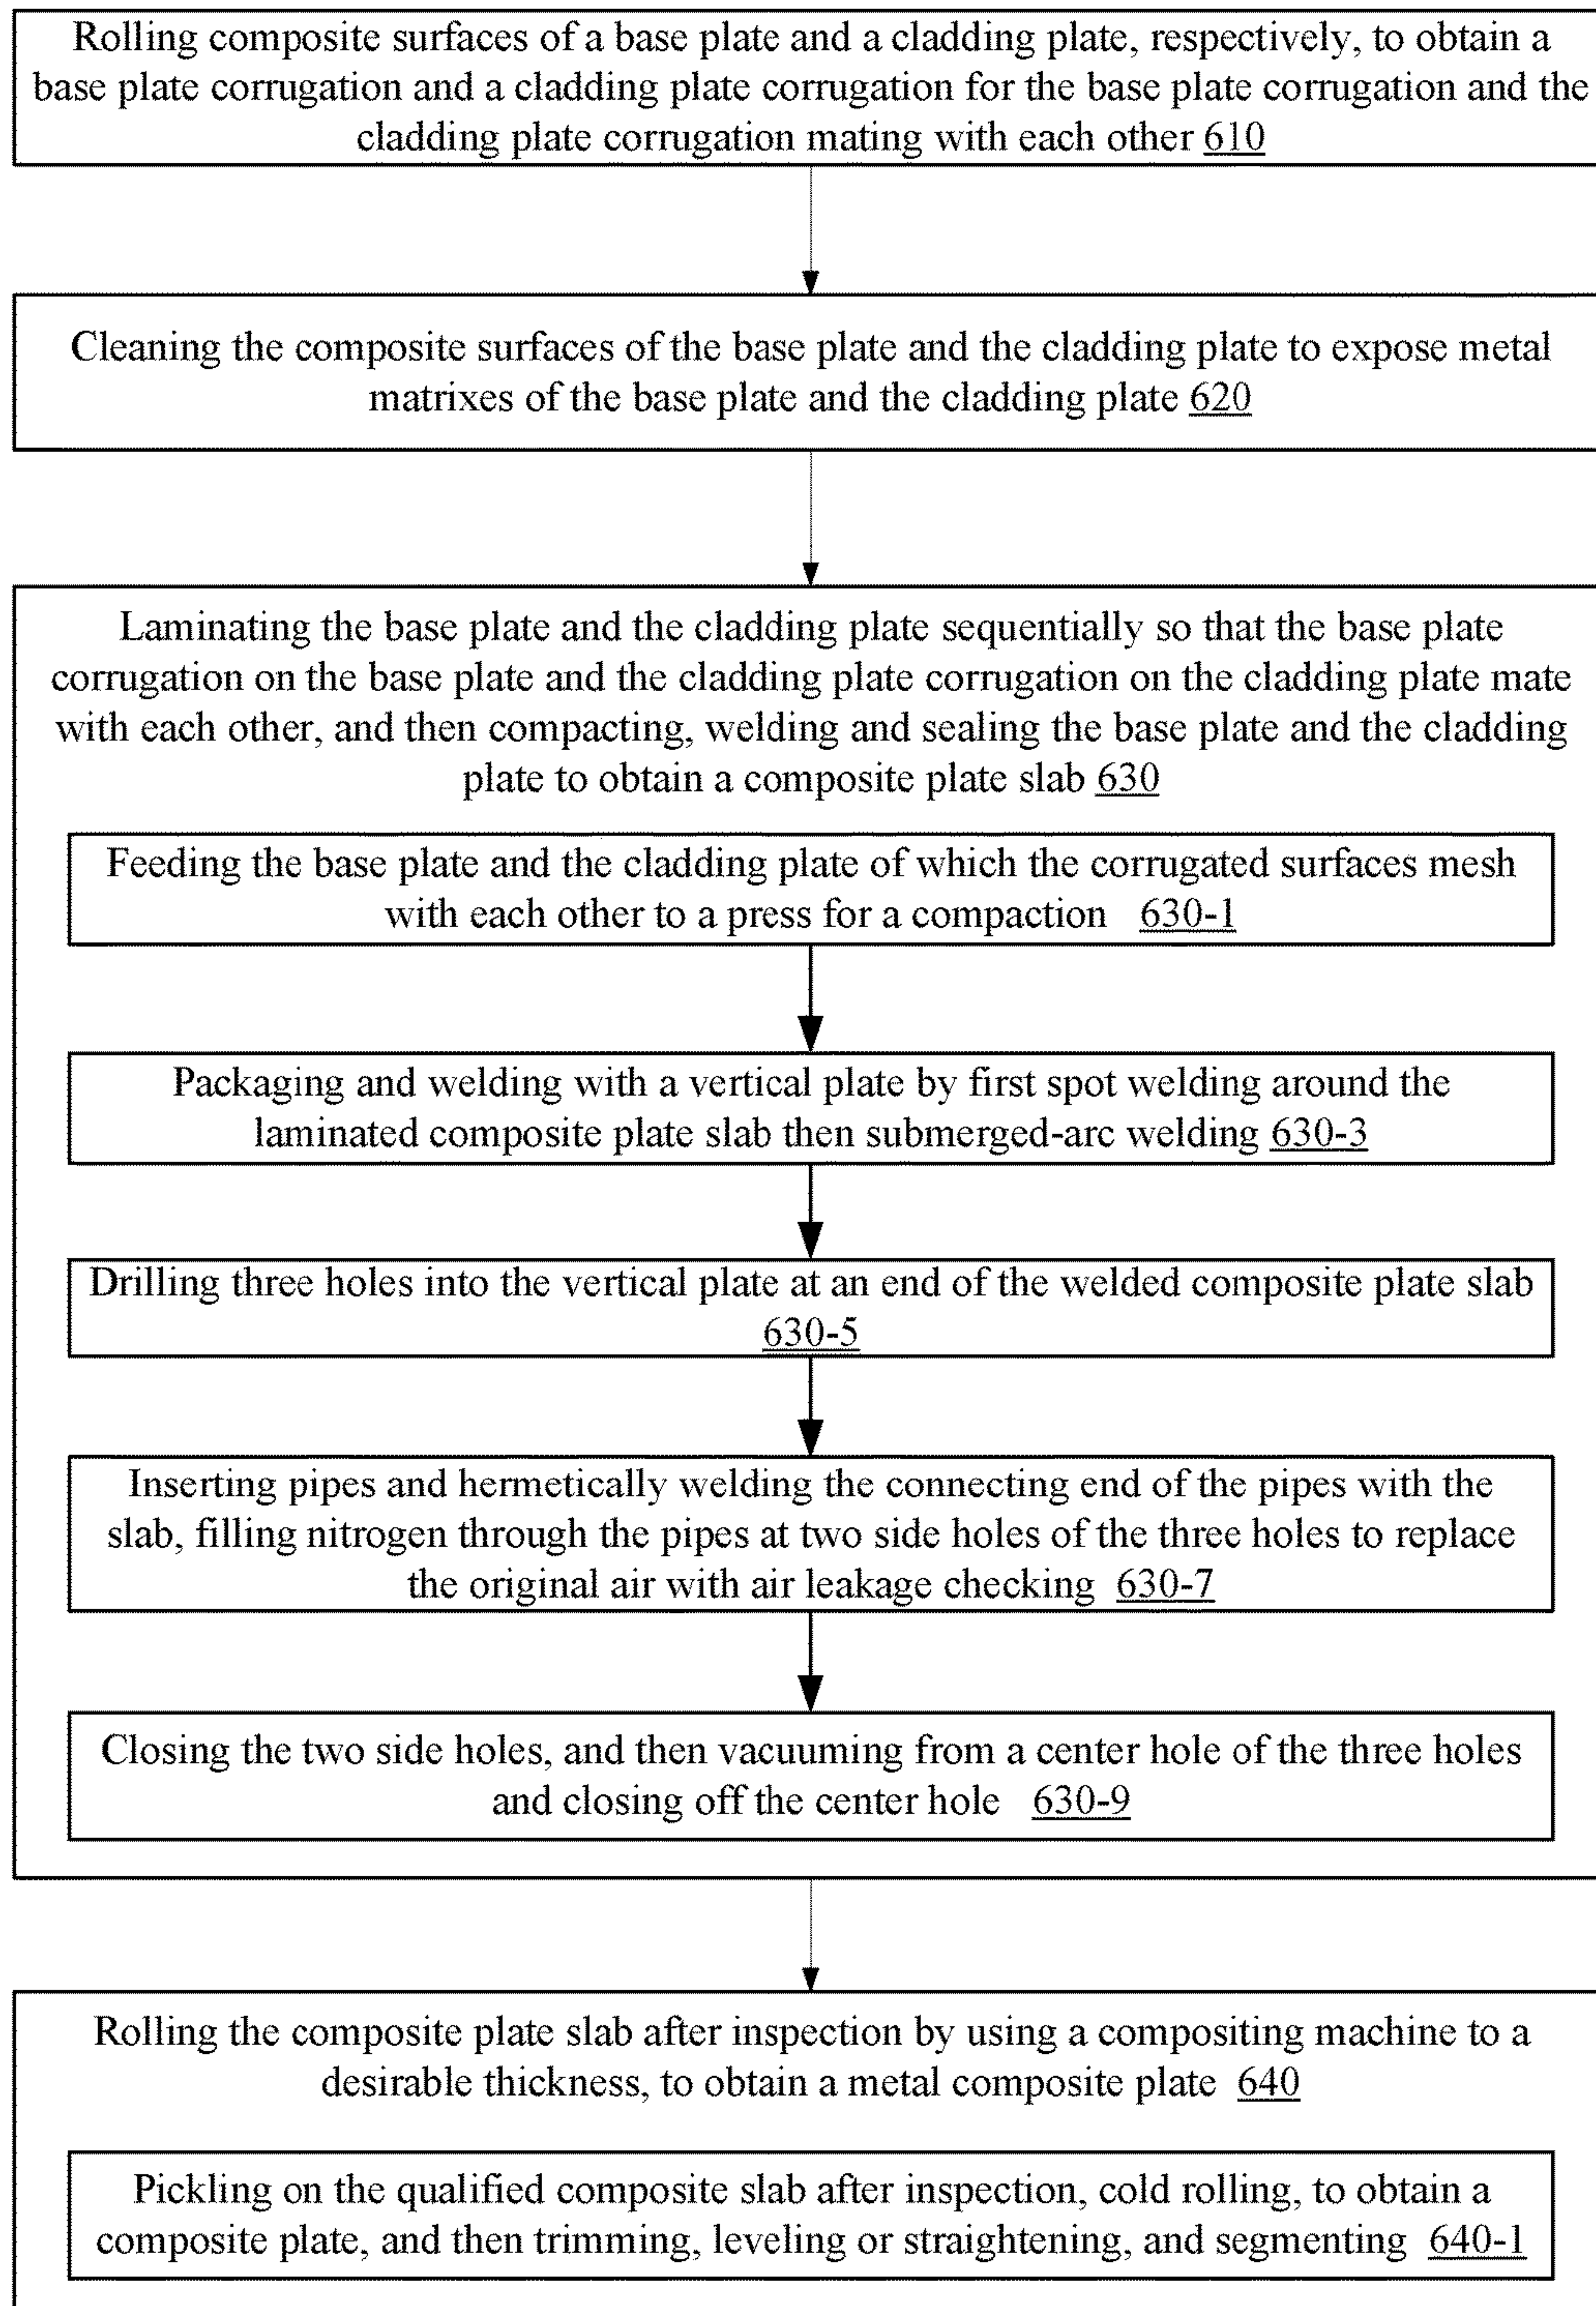 Rolling composite surfaces of a base plate and a cladding plate, respectively, to obtain a
base plate corrugation and a cladding plate corrugation for the base plate corrugation and the
cladding plate corrugation mating with each other 610
Cleaning the composite surfaces of the base plate and the cladding plate to expose metal
matrixes of the base plate and the cladding plate 620
Laminating the base plate and the cladding plate sequentially so that the base plate
corrugation on the base plate and the cladding plate corrugation on the cladding plate mate
with each other, and then compacting, welding and sealing the base plate and the cladding
plate to obtain a composite plate slab 630
Feeding the base plate and the cladding plate of which the corrugated surfaces mesh
with each other to a press for a compaction 630-1
Packaging and welding with a vertical plate by first spot welding around the
laminated composite plate slab then submerged-arc welding 630-3
Drilling three holes into the vertical plate at an end of the welded composite plate slab
630-5
Inserting pipes and hermetically welding the connecting end of the pipes with the
slab, filling nitrogen through the pipes at two side holes of the three holes to replace
the original air with air leakage checking 630-7
Closing the two side holes, and then vacuuming from a center hole of the three holes
and closing off the center hole 630-9
Rolling the composite plate slab after inspection by using a compositing machine to a
desirable thickness, to obtain a metal composite plate 640
Pickling on the qualified composite slab after inspection, cold rolling, to obtain a
composite plate, and then trimming, leveling or straightening, and segmenting 640-1